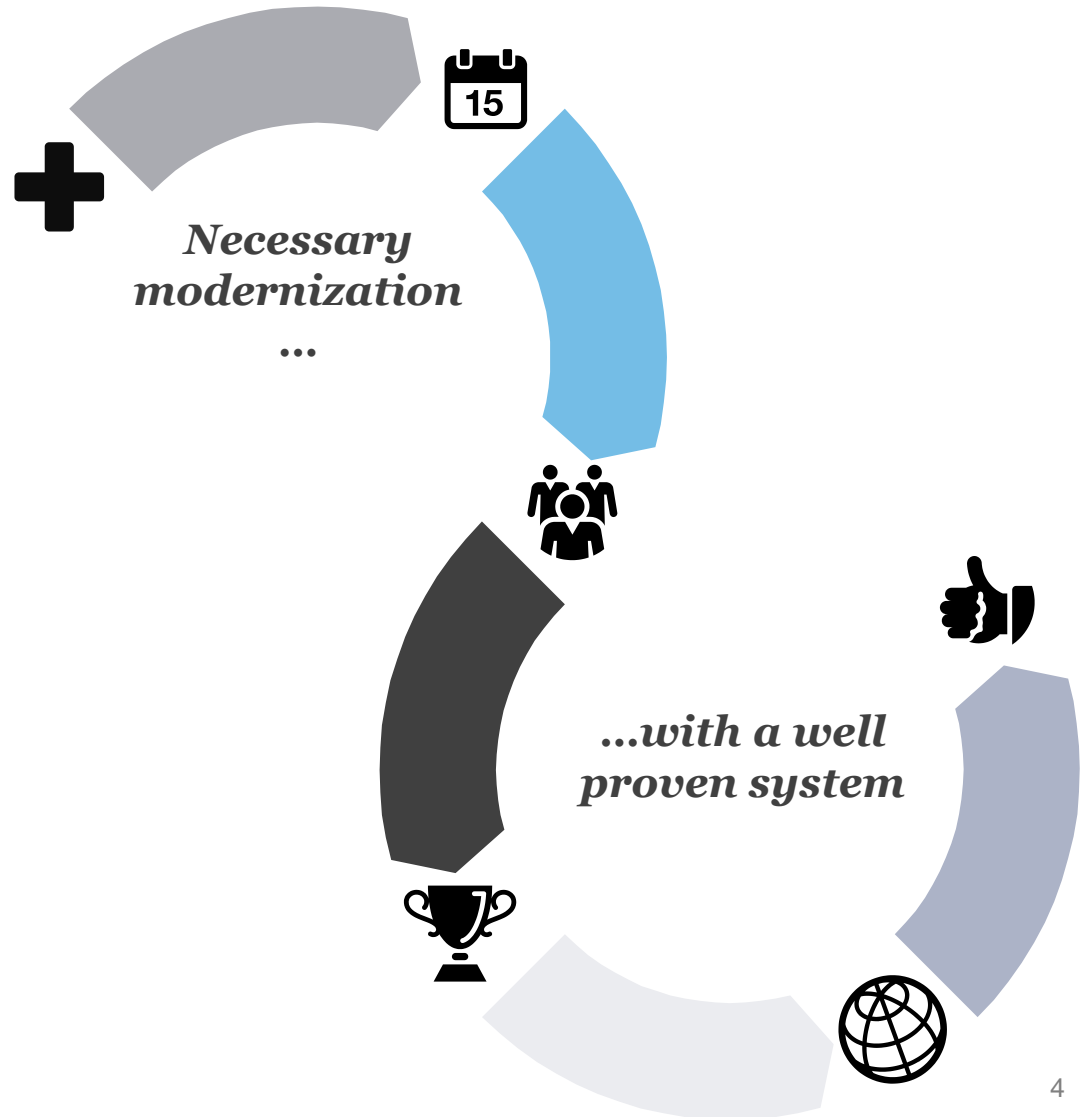 15
Necessary
modernization
...
...with a well
proven system
4